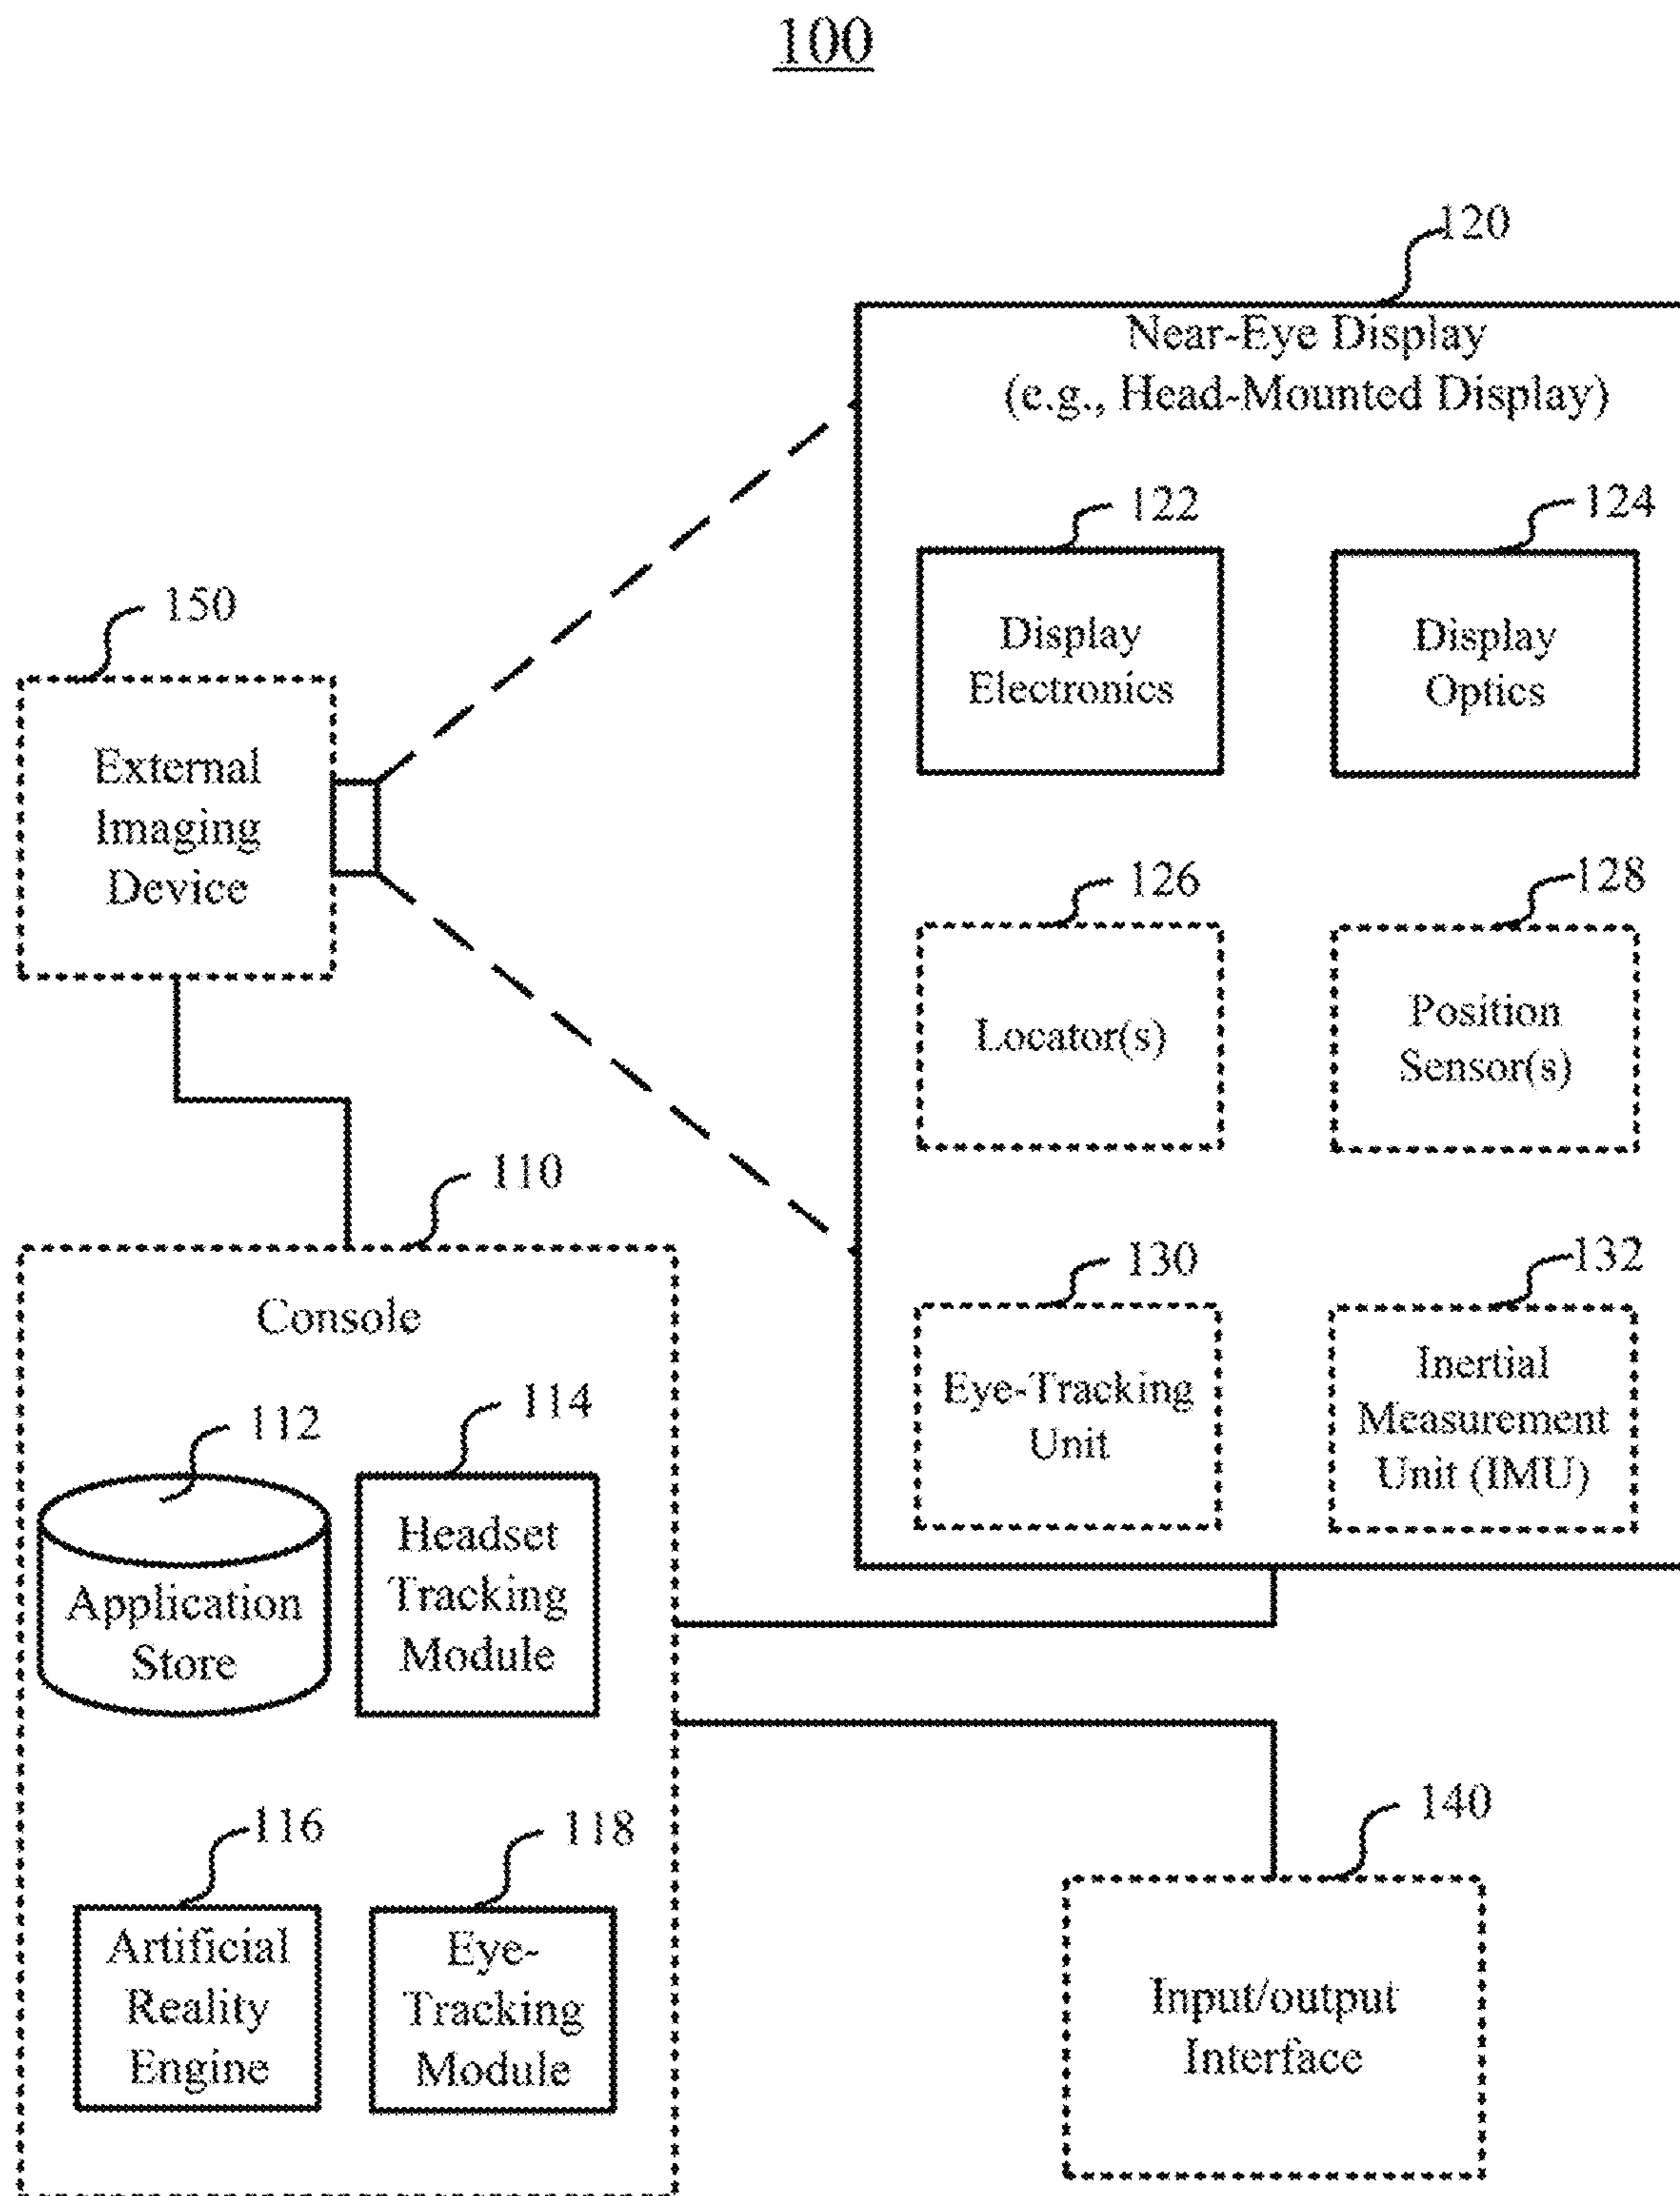 100
120
Near-Eye Display
(e.g., Head-Mounted Display)
122
124
Display
Electronics
Display
Optics
150
External
Imaging
Device
126
128
Locator(s)
Position
Sensor(s)
110
130
132
Console
Eye-Tracking
Unit
Inertial
Measurement
Unit (IMU)
112
114
Application
Store
Headset
Tracking
Module
116
118
140
Artificial
Reality
Engine
Eye-
Tracking
Module
Input/output
Interface